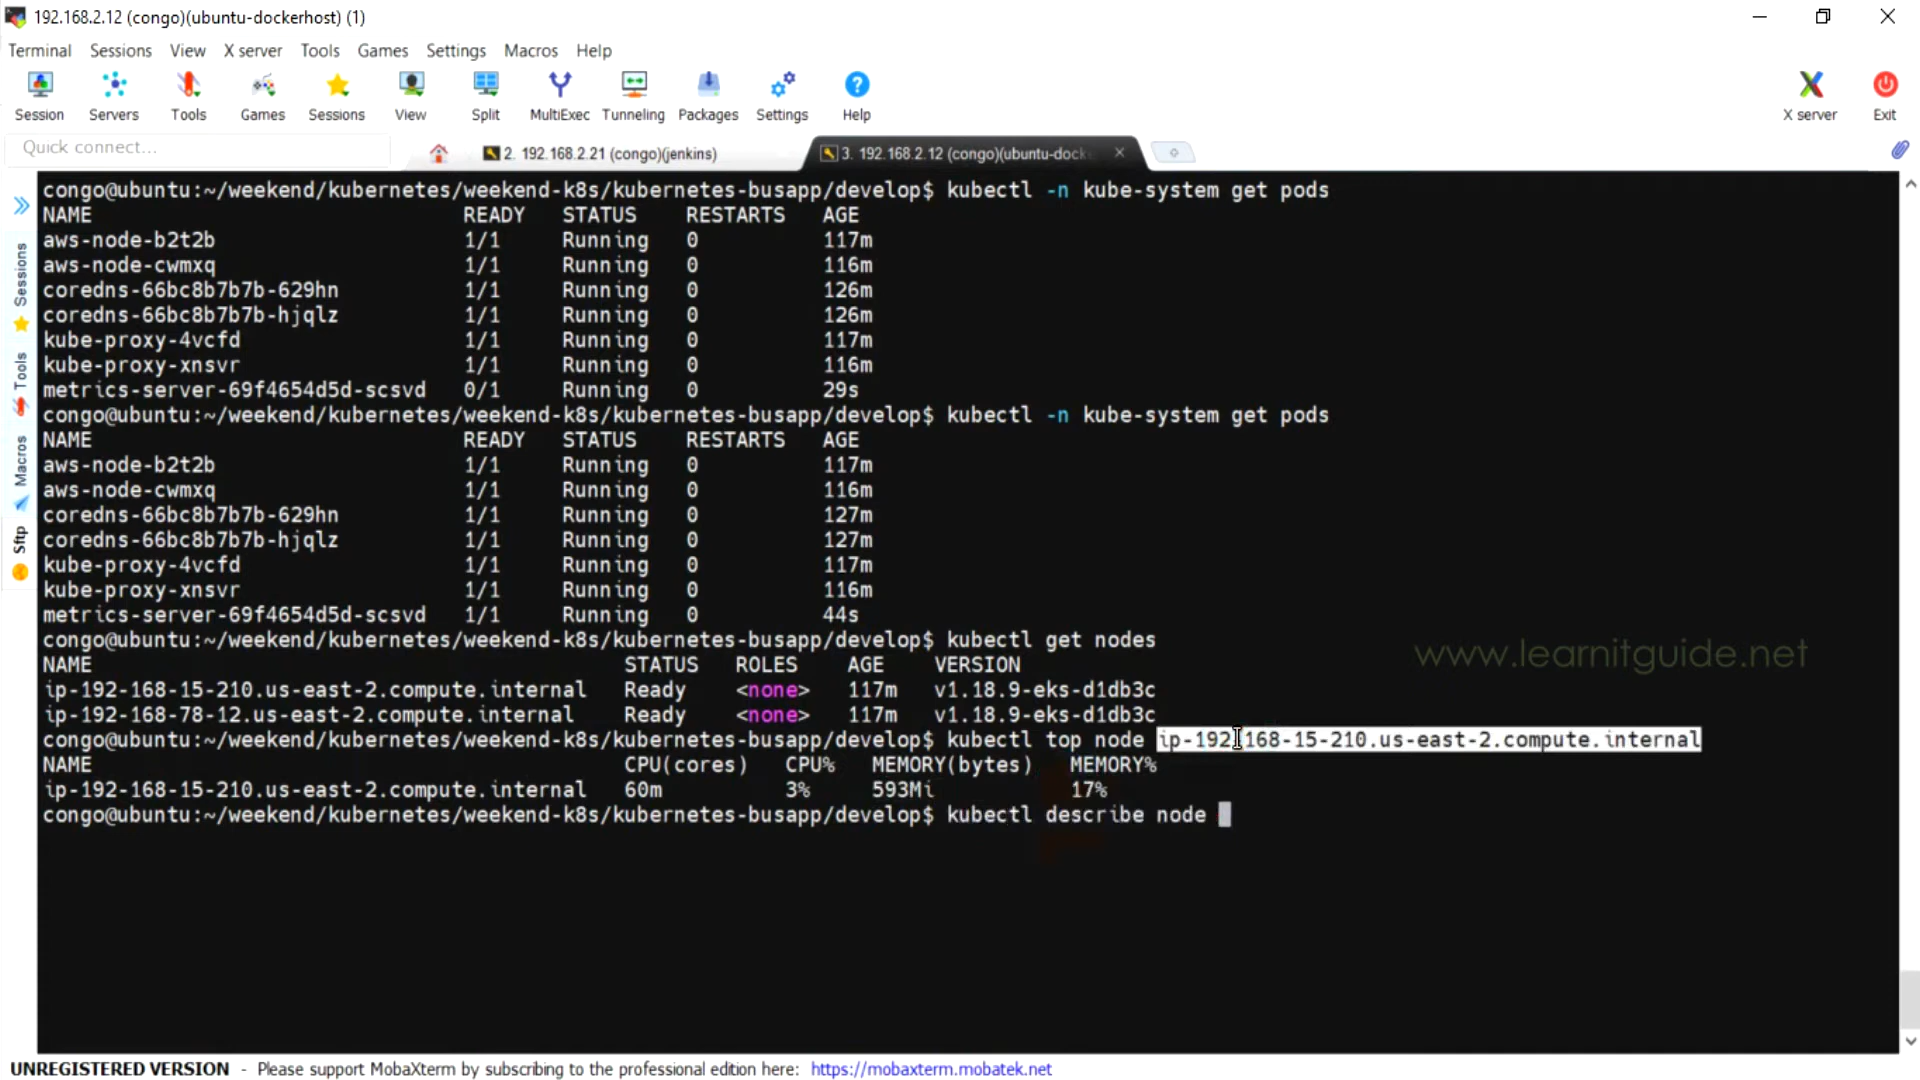 192.168.2.12 (congo)(ubuntu-dockerhost) (1)
Terminal Sessions View X server Tools Games Settings Macros Help
Session Servers Tools Games Sessions View Split MultiExec Tunneling Packages Settings Help X server Exit
Quick connect...
2. 192.168.2.21 (congo)(jenkins)
3. 192.168.2.12 (congo)(ubuntu-dock
Sessions
Tools
Macros
Sftp
congo@ubuntu:~/weekend/kubernetes/weekend-k8s/kubernetes-busapp/develop$ kubectl -n kube-system get pods
NAME READY STATUS RESTARTS AGE
aws-node-b2t2b 1/1 Running 0 117m
aws-node-cwmxq 1/1 Running 0 116m
coredns-66bc8b7b7b-629hn 1/1 Running 0 126m
coredns-66bc8b7b7b-hjqlz 1/1 Running 0 126m
kube-proxy-4vcfd 1/1 Running 0 117m
kube-proxy-xnsvr 1/1 Running 0 116m
metrics-server-69f4654d5d-scsvd 0/1 Running 0 29s
congo@ubuntu:~/weekend/kubernetes/weekend-k8s/kubernetes-busapp/develop$ kubectl -n kube-system get pods
NAME READY STATUS RESTARTS AGE
aws-node-b2t2b 1/1 Running 0 117m
aws-node-cwmxq 1/1 Running 0 116m
coredns-66bc8b7b7b-629hn 1/1 Running 0 127m
coredns-66bc8b7b7b-hjqlz 1/1 Running 0 127m
kube-proxy-4vcfd 1/1 Running 0 117m
kube-proxy-xnsvr 1/1 Running 0 116m
metrics-server-69f4654d5d-scsvd 1/1 Running 0 44s
congo@ubuntu:~/weekend/kubernetes/weekend-k8s/kubernetes-busapp/develop$ kubectl get nodes
www.learnitguide.net
NAME STATUS ROLES AGE VERSION
ip-192-168-15-210.us-east-2.compute.internal Ready <none> 117m v1.18.9-eks-d1db3c
ip-192-168-78-12.us-east-2.compute.internal Ready <none> 117m v1.18.9-eks-d1db3c
congo@ubuntu:~/weekend/kubernetes/weekend-k8s/kubernetes-busapp/develop$ kubectl top node ip-192-168-15-210.us-east-2.compute.internal
NAME CPU(cores) CPU% MEMORY(bytes) MEMORY%
ip-192-168-15-210.us-east-2.compute.internal 60m 3% 593Mi 17%
congo@ubuntu:~/weekend/kubernetes/weekend-k8s/kubernetes-busapp/develop$ kubectl describe node
UNREGISTERED VERSION - Please support MobaXterm by subscribing to the professional edition here: https://mobaxterm.mobatek.net